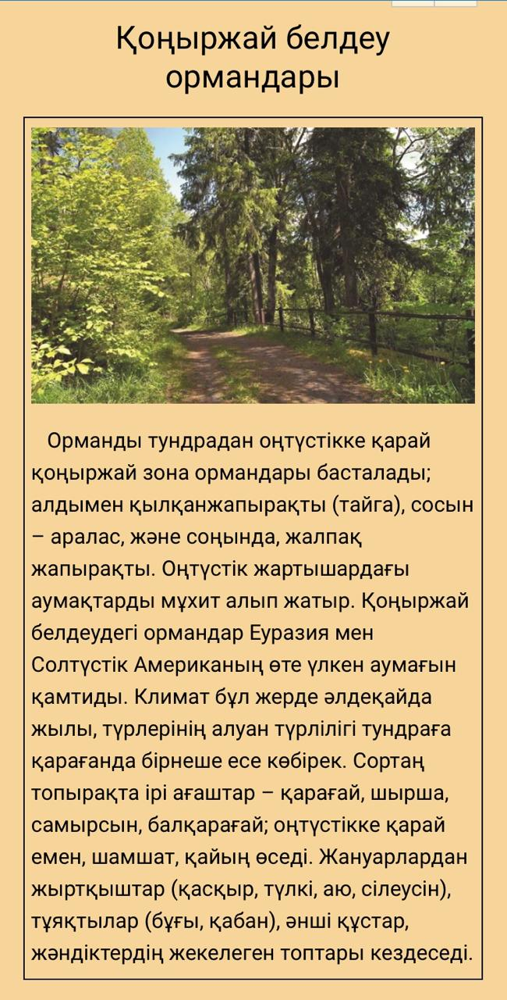 Қоңыржай белдеу
ормандары
Орманды тундрадан оңтүстікке қарай
қоңыржай зона ормандары басталады;
алдымен қылқанжапырақты (тайга), сосын
– аралас, және соңында, жалпақ
жапырақты. Оңтүстік жартышардағы
аумақтарды мұхит алып жатыр. Қоңыржай
белдеудегі ормандар Еуразия мен
Солтүстік Американың өте үлкен аумағын
қамтиды. Климат бұл жерде әлдеқайда
жылы, түрлерінің алуан түрлілігі тундраға
қарағанда бірнеше есе көбірек. Сортаң
топырақта ірі ағаштар – қарағай, шырша,
самырсын, балқарағай; оңтүстікке қарай
емен, шамшат, қайың өседі. Жануарлардан
жыртқыштар (қасқыр, түлкі, аю, сілеусін),
тұяқтылар (бұғы, қабан), әнші құстар,
жәндіктердің жекелеген топтары кездеседі.